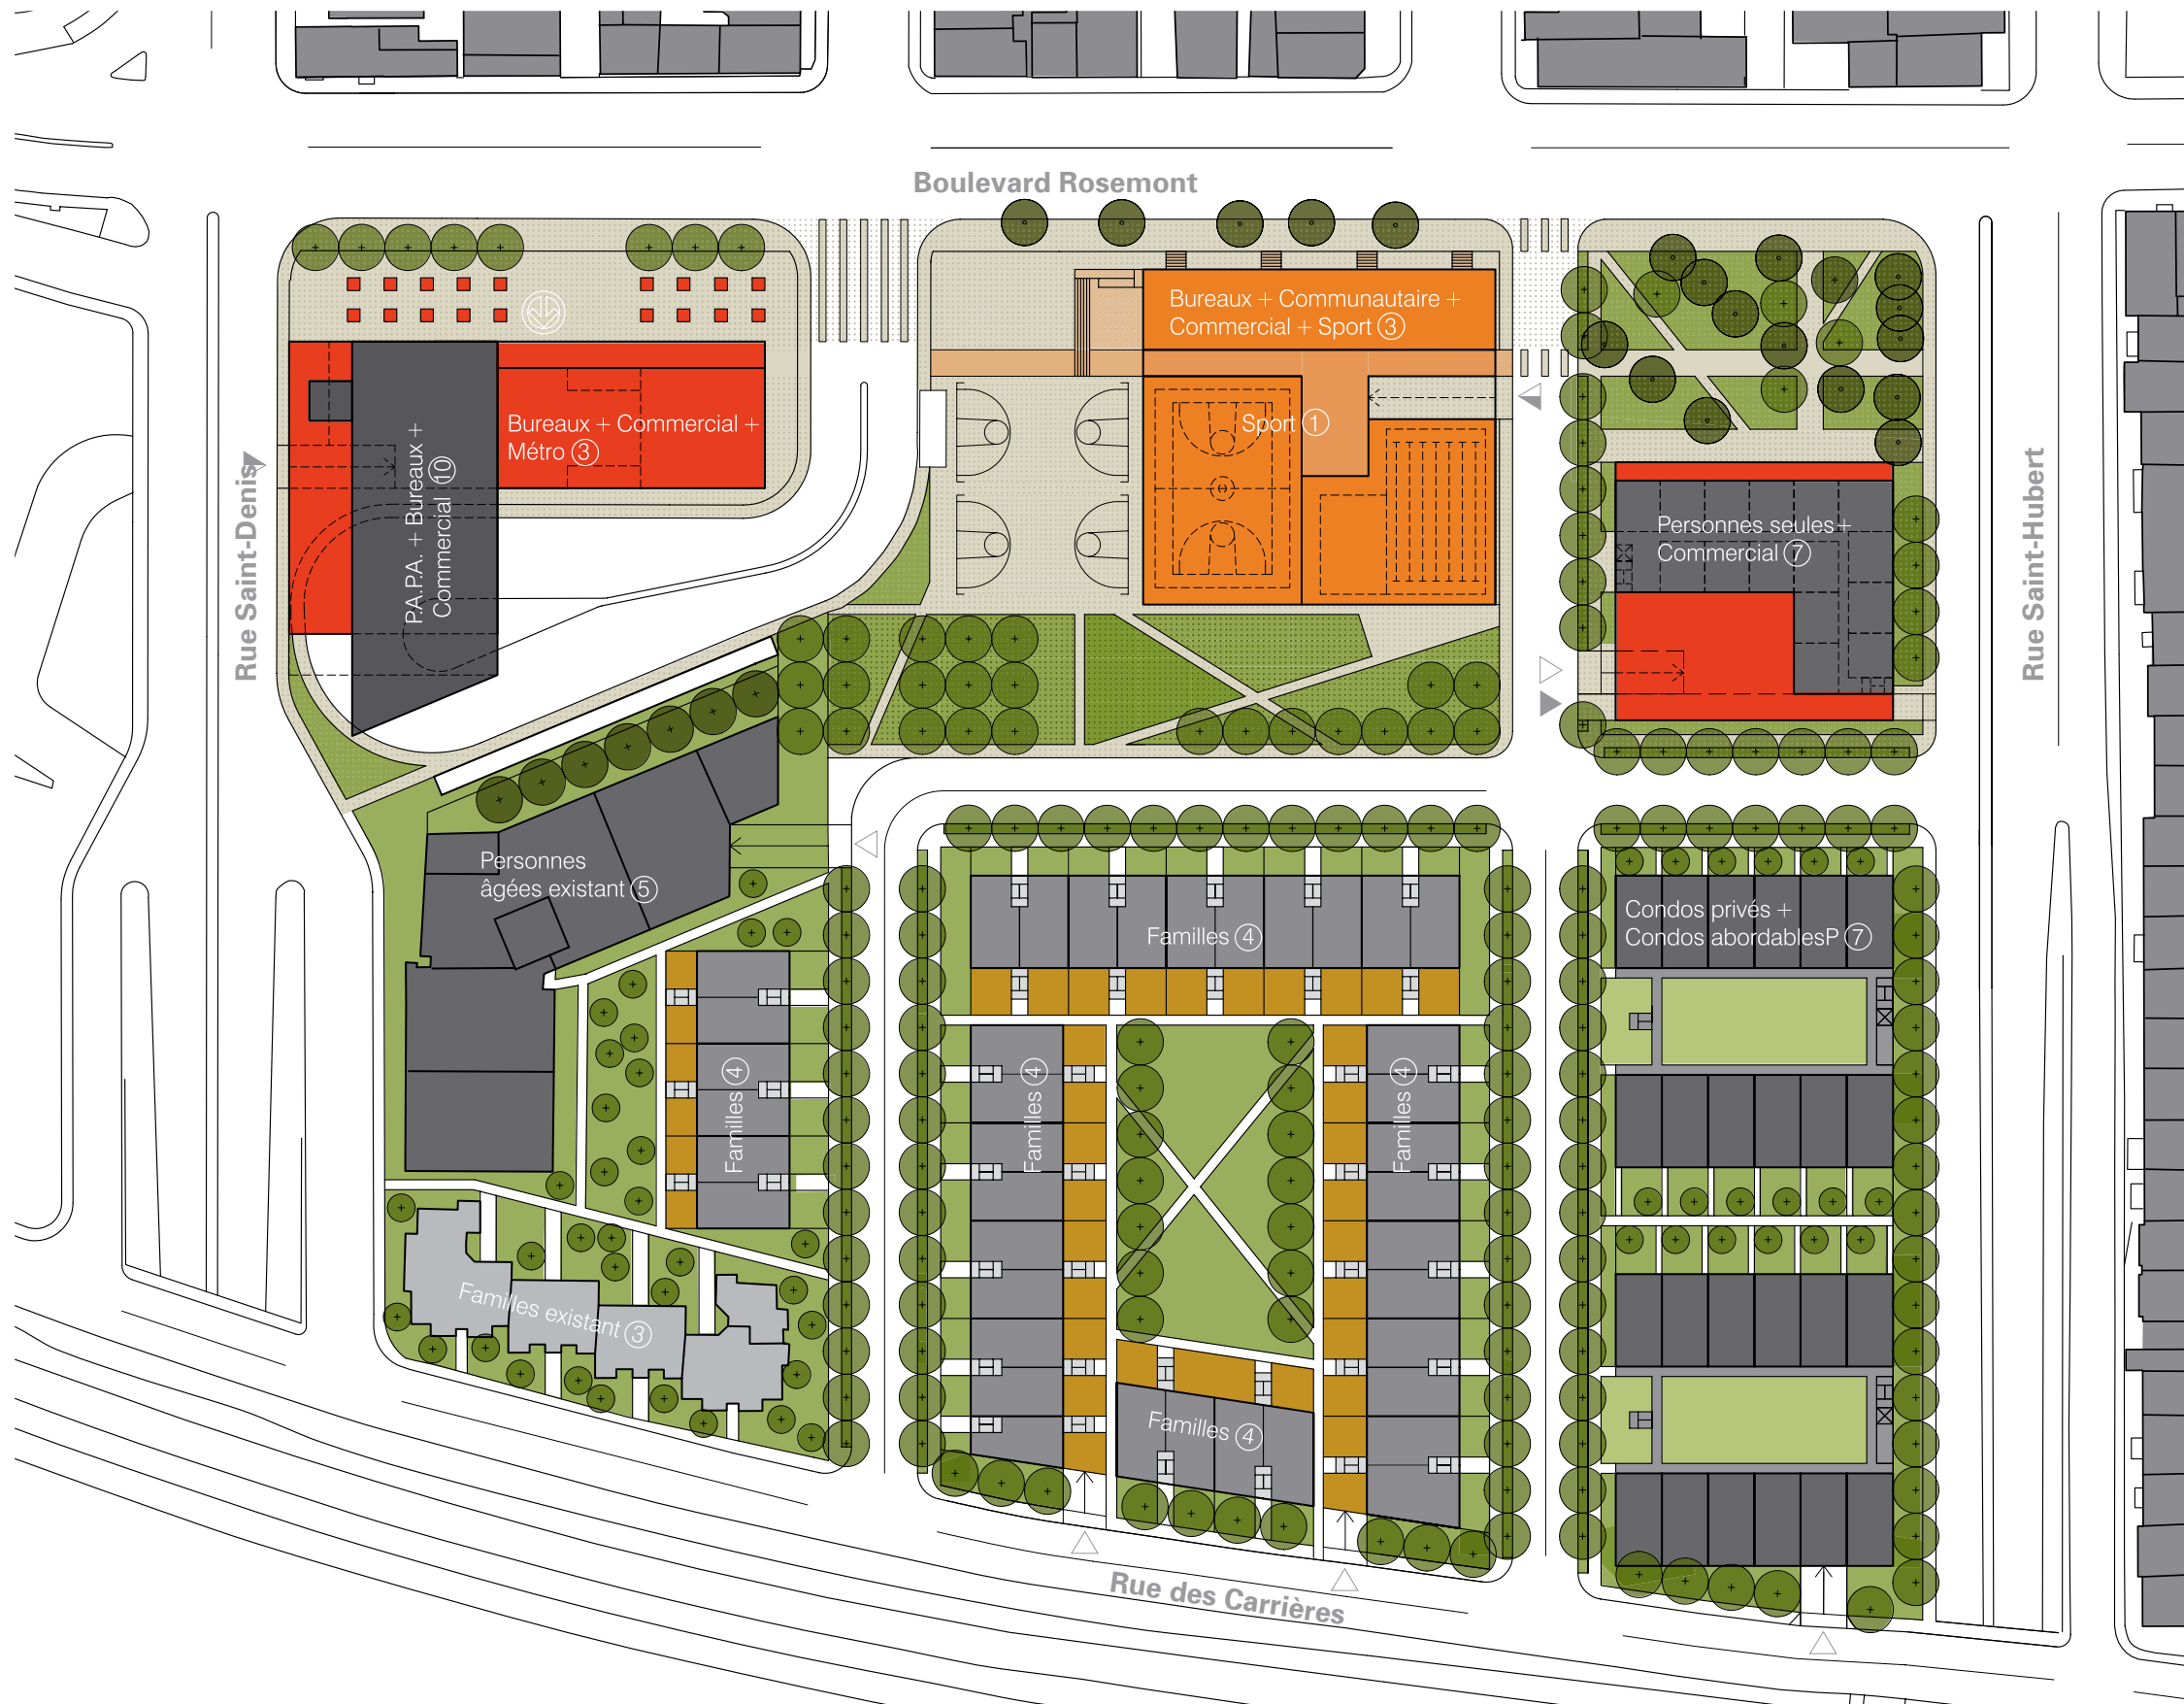 Boulevard Rosemont
Bureaux + Communautaire +
Commercial + Sport 3
Bureaux + Commercial +
Métro 3
P.A.P.A. + Bureaux +
Commercial 10
Sport 1
Personnes seules+
Commercial 7
Rue Saint-Denis
Rue Saint-Hubert
Personnes
âgées existant 5
Familles 4
Condos privés +
Condos abordablesP 7
Familles 4
Familles 4
Familles 4
Familles existant 3
Familles 4
Rue des Carrières